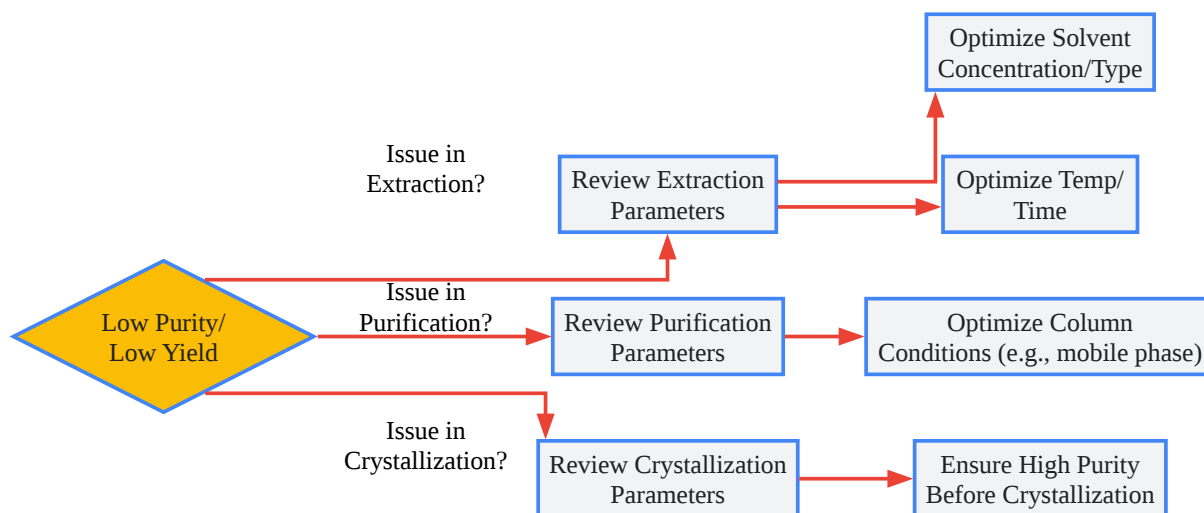 Optimize Solvent
Concentration/Type
Issue in
Extraction?
Review Extraction
Parameters
Optimize Temp/
Time
Low Purity/
Low Yield
Issue in
Purification?
Review Purification
Parameters
Optimize Column
Conditions (e.g., mobile phase)
Issue in
Crystallization?
Review Crystallization
Parameters
Ensure High Purity
Before Crystallization